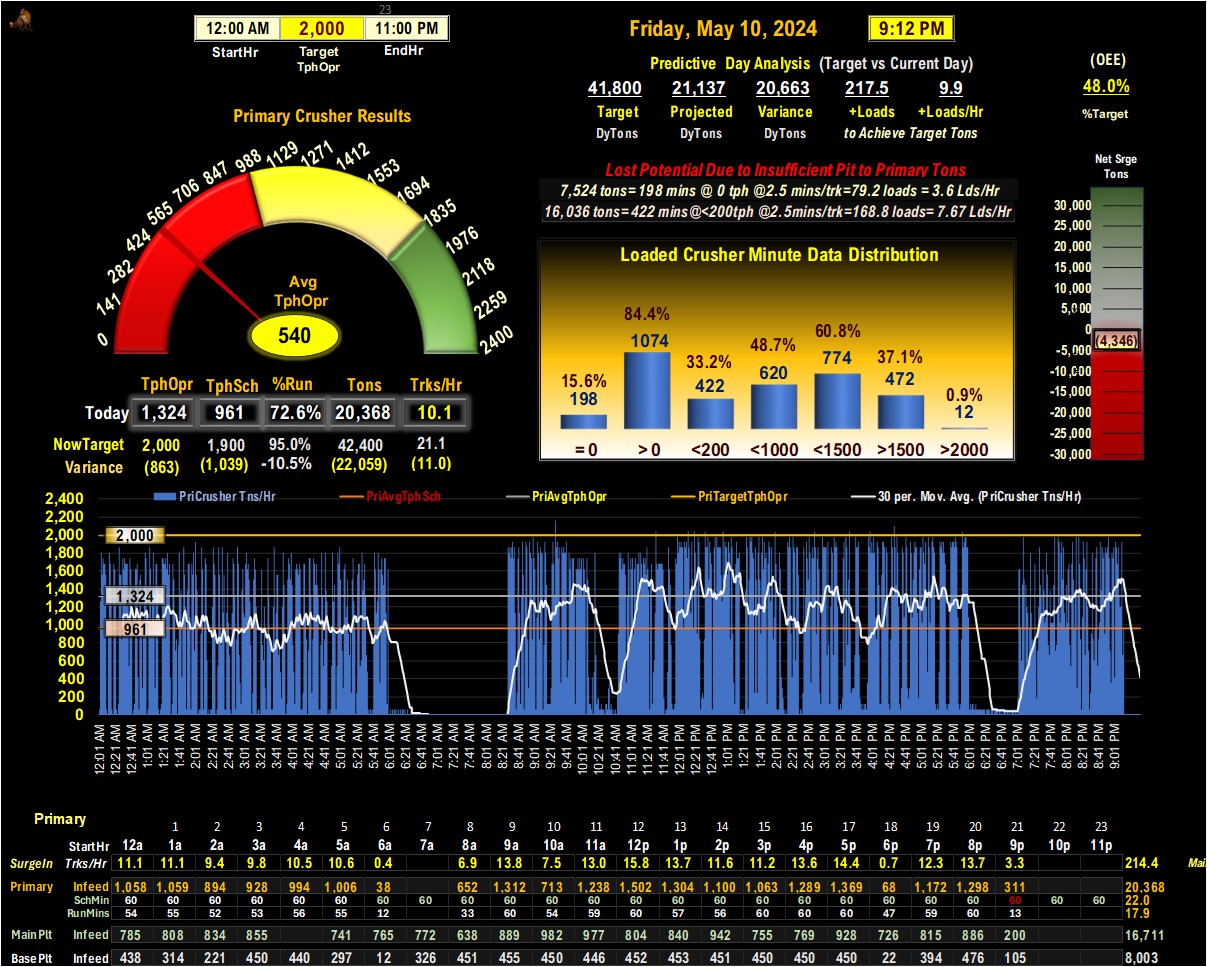 23
12:00 AM 2,000 11:00 PM
StartHr Target TphOpr EndHr
Friday, May 10, 2024 9:12 PM
Predictive Day Analysis (Target vs Current Day)
41,800 21,137 20,663 217.5 9.9
Target Projected Variance +Loads +Loads/Hr
DyTons DyTons DyTons to Achieve Target Tons
(OEE)
48.0%
%Target
Primary Crusher Results
0 141 282 424 565 706 847 988 1129 1271 1412 1553 1694 1835 1976 2118 2259 2400
Avg
TphOpr
540
Lost Potential Due to Insufficient Pit to Primary Tons
7,524 tons=198 mins @ 0 tph @2.5 mins/trk=79.2 loads = 3.6 Lds/Hr
16,036 tons= 422 mins@<200tph @2.5mins/trk=168.8 loads= 7.67 Lds/Hr
Net Srge
Tons
30,000
25,000
20,000
15,000
10,000
5,000
0
(4,346)
-5,000
-10,000
-15,000
-20,000
-25,000
-30,000
Loaded Crusher Minute Data Distribution
15.6% 84.4% 33.2% 48.7% 60.8% 37.1% 0.9%
198 1074 422 620 774 472 12
=0 >0 <200 <1000 <1500 >1500 >2000
TphOpr TphSch %Run Tons Trks/Hr
Today 1,324 961 72.6% 20,368 10.1
NowTarget 2,000 1,900 95.0% 42,400 21.1
Variance (863) (1,039) -10.5% (22,059) (11.0)
PriCrusher Tns/Hr PriAvgTphSch PriAvgTphOpr PriTargetTphOpr 30 per. Mov. Avg. (PriCrusher Tns/Hr)
2,400
2,200
2,000
1,800
1,600
1,400
1,200
1,000
800
600
400
200
0
2,000
1,324
961
12:01 AM 12:21 AM 12:41 AM 1:01 AM 1:21 AM 1:41 AM 2:01 AM 2:21 AM 2:41 AM 3:01 AM 3:21 AM 3:41 AM 4:01 AM 4:21 AM 4:41 AM 5:01 AM 5:21 AM 5:41 AM 6:01 AM 6:21 AM 6:41 AM 7:01 AM 7:21 AM 7:41 AM 8:01 AM 8:21 AM 8:41 AM 9:01 AM 9:21 AM 9:41 AM 10:01 AM 10:21 AM 10:41 AM 11:01 AM 11:21 AM 11:41 AM 12:01 PM 12:21 PM 12:41 PM 1:01 PM 1:21 PM 1:41 PM 2:01 PM 2:21 PM 2:41 PM 3:01 PM 3:21 PM 3:41 PM 4:01 PM 4:21 PM 4:41 PM 5:01 PM 5:21 PM 5:41 PM 6:01 PM 6:21 PM 6:41 PM 7:01 PM 7:21 PM 7:41 PM 8:01 PM 8:21 PM 8:41 PM 9:01 PM
Primary
1 2 3 4 5 6 7 8 9 10 11 12 13 14 15 16 17 18 19 20 21 22 23
StartHr 12a 1a 2a 3a 4a 5a 6a 7a 8a 9a 10a 11a 12p 1p 2p 3p 4p 5p 6p 7p 8p 9p 10p 11p
SurgeIn Trks/Hr 11.1 11.1 9.4 9.8 10.5 10.6 0.4 6.9 13.8 7.5 13.0 15.8 13.7 11.6 11.2 13.6 14.4 0.7 12.3 13.7 3.3 214.4
Primary Infeed 1,058 1,059 894 928 994 1,006 38 652 1,312 713 1,238 1,502 1,304 1,100 1,063 1,289 1,369 68 1,172 1,298 311 20,368
SchMin 60 60 60 60 60 60 60 60 60 60 60 60 60 60 60 60 60 60 60 60 60 60 60 60 22.0
RunMins 54 55 52 53 56 55 12 33 60 54 59 60 57 56 60 60 60 47 59 60 13 17.9
MainPlt Infeed 785 808 834 855 741 765 772 638 889 982 977 804 840 942 755 769 928 726 815 886 200 16,711
BasePlt Infeed 438 314 221 450 440 297 12 326 451 455 450 446 452 453 451 450 450 450 22 394 476 105 8,003